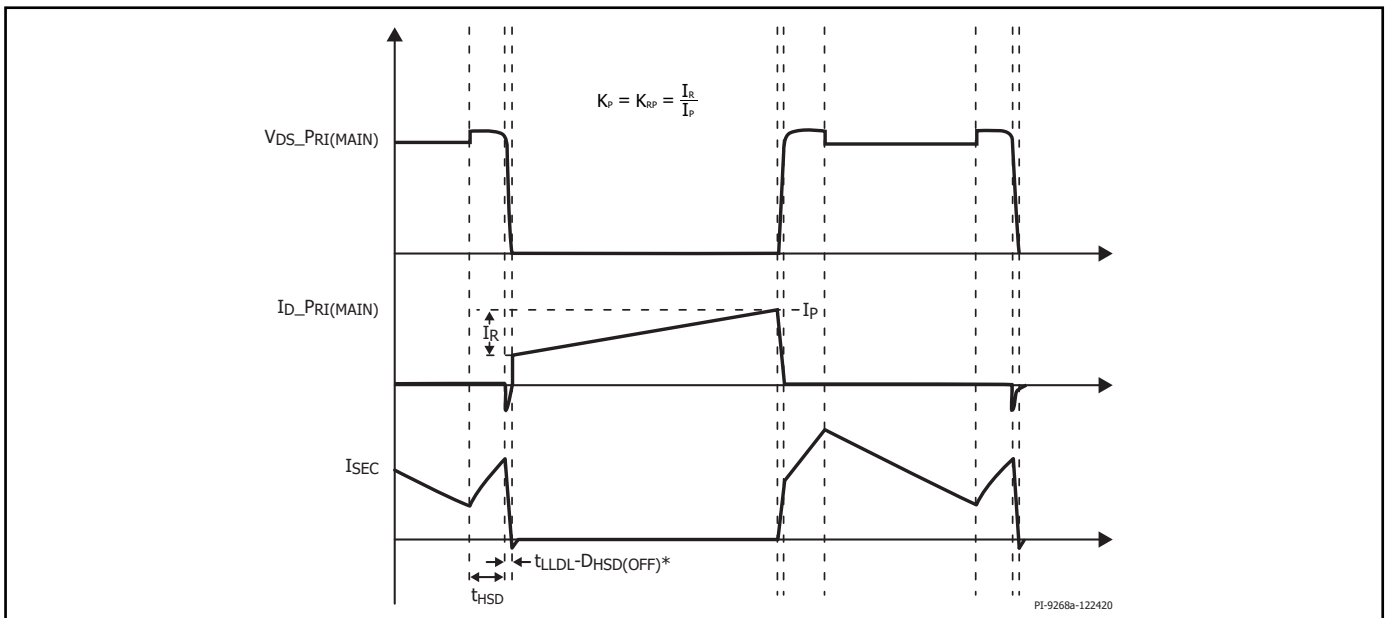 KP = KRP = IR
IP
VDS_PRI(MAIN)
ID_PRI(MAIN)
IP
IR
ISEC
tLLDL-DHSD(OFF)*
tHSD
PI-9268a-122420